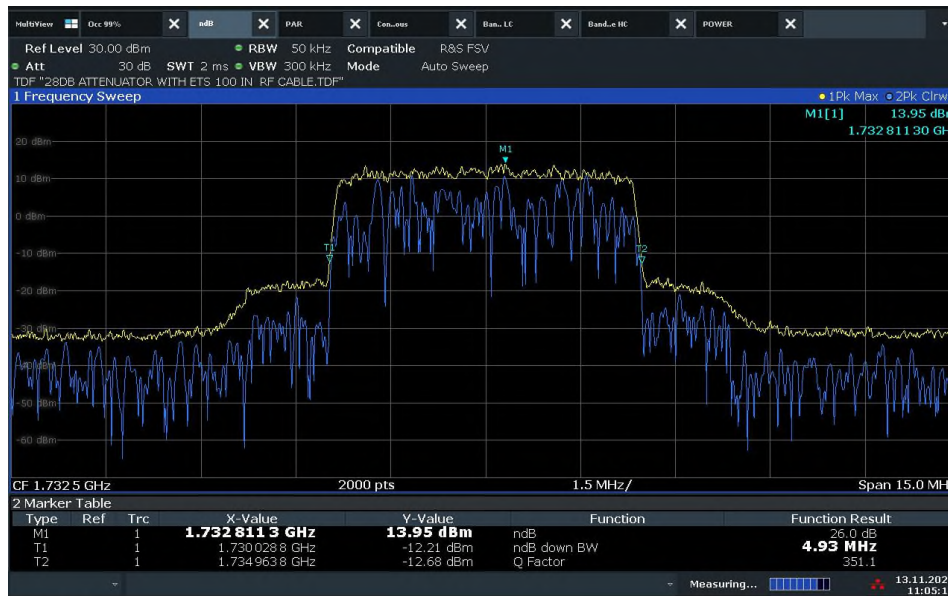 MultiView Occ 99% ndB PAR Con..ous Ban.. LC Band..e HC POWER
Ref Level 30.00 dBm RBW 50 kHz Compatible R&S FSV
Att 30 dB SWT 2 ms VBW 300 kHz Mode Auto Sweep
TDF "28DB ATTENUATOR WITH ETS 100 IN RF CABLE.TDF"
1 Frequency Sweep 1Pk Max 2Pk Clrw
M1[1] 13.95 dB
1.732 811 30 GH
20 dBm
M1
10 dBm
0 dBm
T1 T2
-10 dBm
-20 dBm
-30 dBm
-40 dBm
-50 dBm
-60 dBm
CF 1.732 5 GHz 2000 pts 1.5 MHz/ Span 15.0 MH
2 Marker Table
Type Ref Trc X-Value Y-Value Function Function Result
M1 1 1.732 811 3 GHz 13.95 dBm ndB 26.0 dB
T1 1 1.730 028 8 GHz -12.21 dBm ndB down BW 4.93 MHz
T2 1 1.734 963 8 GHz -12.68 dBm Q Factor 351.1
Measuring... 13.11.202
11:05:1